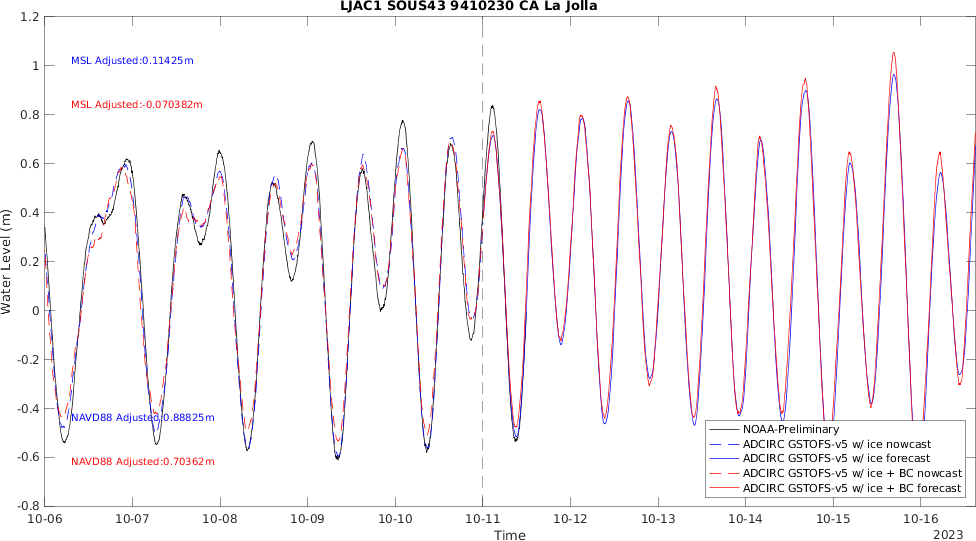 LJAC1 SOUS43 9410230 CA La Jolla
1.2
1
0.8
0.6
0.4
0.2
0
-0.2
-0.4
-0.6
-0.8
Water Level (m)
MSL Adjusted:0.11425m
MSL Adjusted:-0.070382m
NAVD88 Adjusted:0.88825m
NAVD88 Adjusted:0.70362m
NOAA-Preliminary
ADCIRC GSTOFS-v5 w/ ice nowcast
ADCIRC GSTOFS-v5 w/ ice forecast
ADCIRC GSTOFS-v5 w/ ice + BC nowcast
ADCIRC GSTOFS-v5 w/ ice + BC forecast
10-06 10-07 10-08 10-09 10-10 10-11 10-12 10-13 10-14 10-15 10-16
Time
2023